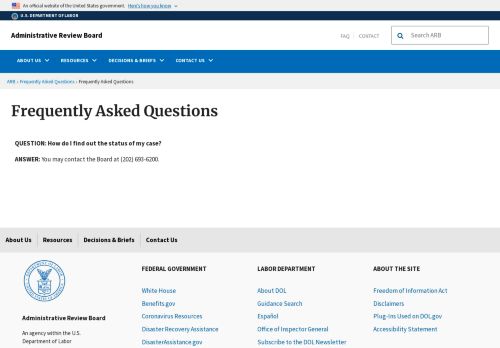 An official website of the United States government. Here's how you know
U.S. DEPARTMENT OF LABOR
Administrative Review Board
FAQ CONTACT Search ARB
ABOUT US RESOURCES DECISIONS & BRIEFS CONTACT US
ARB › Frequently Asked Questions › Frequently Asked Questions
Frequently Asked Questions
QUESTION: How do I find out the status of my case?
ANSWER: You may contact the Board at (202) 693-6200.
About Us Resources Decisions & Briefs Contact Us
Administrative Review Board
An agency within the U.S.
Department of Labor
FEDERAL GOVERNMENT
White House
Benefits.gov
Coronavirus Resources
Disaster Recovery Assistance
DisasterAssistance.gov
LABOR DEPARTMENT
About DOL
Guidance Search
Español
Office of Inspector General
Subscribe to the DOL Newsletter
ABOUT THE SITE
Freedom of Information Act
Disclaimers
Plug-Ins Used on DOL.gov
Accessibility Statement